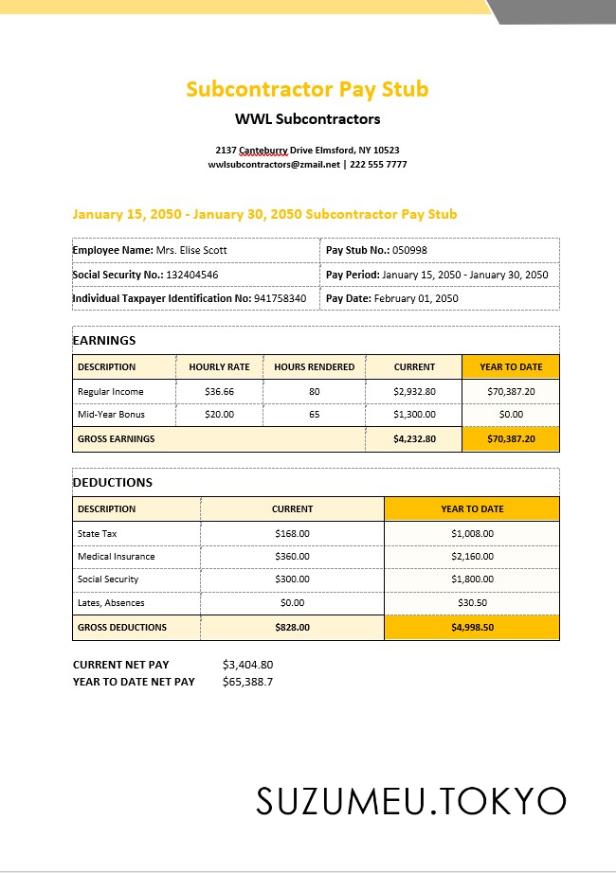 Subcontractor Pay Stub
WWL Subcontractors
2137 Canteburry Drive Elmsford, NY 10523
wwlsubcontractors@zmail.net | 222 555 7777
January 15, 2050 - January 30, 2050 Subcontractor Pay Stub
Employee Name: Mrs. Elise Scott Pay Stub No.: 050998
Social Security No.: 132404546 Pay Period: January 15, 2050 - January 30, 2050
Individual Taxpayer Identification No: 941758340 Pay Date: February 01, 2050
EARNINGS
DESCRIPTION HOURLY RATE HOURS RENDERED CURRENT YEAR TO DATE
Regular Income $36.66 80 $2,932.80 $70,387.20
Mid-Year Bonus $20.00 65 $1,300.00 $0.00
GROSS EARNINGS $4,232.80 $70,387.20
DEDUCTIONS
DESCRIPTION CURRENT YEAR TO DATE
State Tax $168.00 $1,008.00
Medical Insurance $360.00 $2,160.00
Social Security $300.00 $1,800.00
Lates, Absences $0.00 $30.50
GROSS DEDUCTIONS $828.00 $4,998.50
CURRENT NET PAY $3,404.80
YEAR TO DATE NET PAY $65,388.7
SUZUMEU.TOKYO